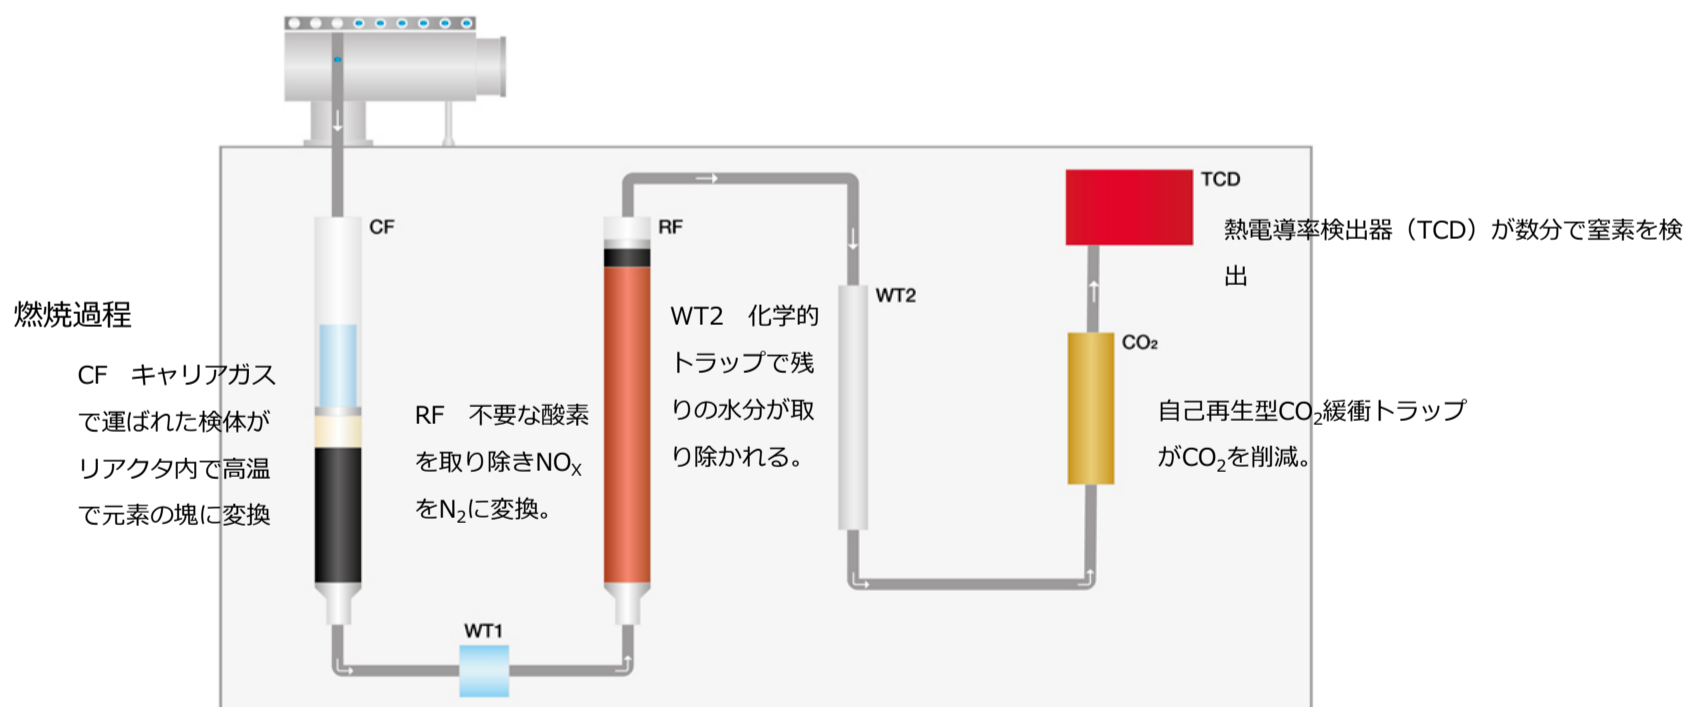 燃焼過程
CF
CF　キャリアガス
で運ばれた検体が
リアクタ内で高温
で元素の塊に変換
WT1
RF
RF　不要な酸素
を取り除きNOX
をN2に変換。
WT2
WT2　化学的
トラップで残
りの水分が取
り除かれる。
CO2
自己再生型CO2緩衝トラップ
がCO2を削減。
TCD
熱電導率検出器（TCD）が数分で窒素を検
出